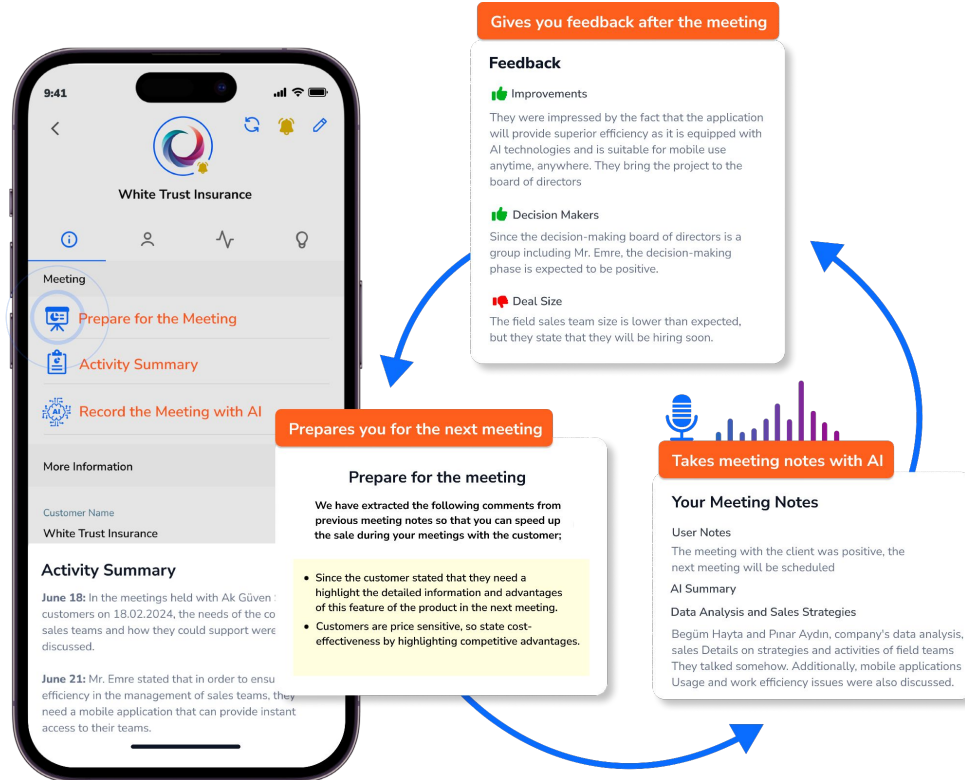 Gives you feedback after the meeting
Feedback
Improvements
They were impressed by the fact that the application
will provide superior efficiency as it is equipped with
AI technologies and is suitable for mobile use
anytime, anywhere. They bring the project to the
board of directors
Decision Makers
Since the decision-making board of directors is a
group including Mr. Emre, the decision-making
phase is expected to be positive.
Deal Size
The field sales team size is lower than expected,
but they state that they will be hiring soon.
9:41
White Trust Insurance
Meeting
Prepare for the Meeting
Activity Summary
AI
Record the Meeting with AI
More Information
Customer Name
White Trust Insurance
Activity Summary
June 18: In the meetings held with Ak Güven
customers on 18.02.2024, the needs of the co
sales teams and how they could support were
discussed.
June 21: Mr. Emre stated that in order to ensu
efficiency in the management of sales teams, they
need a mobile application that can provide instant
access to their teams.
Prepares you for the next meeting
Prepare for the meeting
We have extracted the following comments from
previous meeting notes so that you can speed up
the sale during your meetings with the customer;
• Since the customer stated that they need a
highlight the detailed information and advantages
of this feature of the product in the next meeting.
• Customers are price sensitive, so state cost-
effectiveness by highlighting competitive advantages.
Takes meeting notes with AI
Your Meeting Notes
User Notes
The meeting with the client was positive, the
next meeting will be scheduled
AI Summary
Data Analysis and Sales Strategies
Begüm Hayta and Pınar Aydın, company's data analysis,
sales Details on strategies and activities of field teams
They talked somehow. Additionally, mobile applications
Usage and work efficiency issues were also discussed.